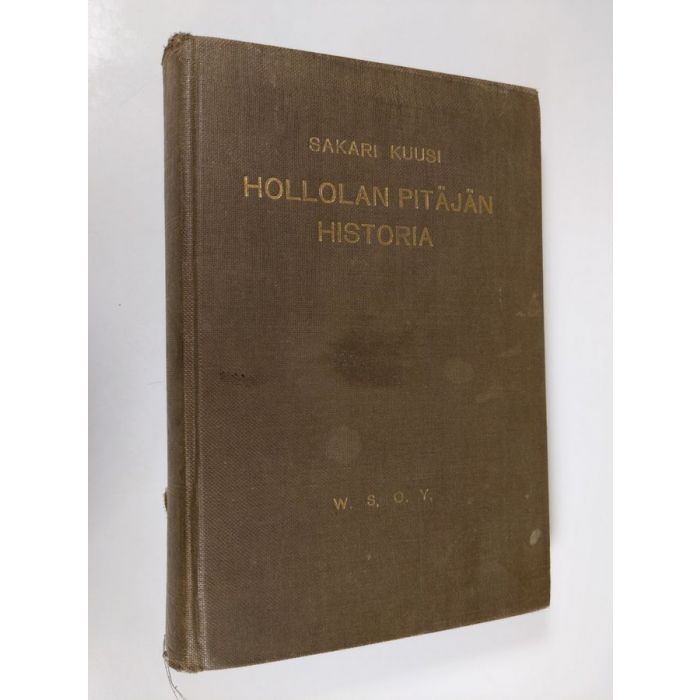 SAKARI KUUSI
HOLLOLAN PITÄJÄN
HISTORIA
W. S. O. Y.